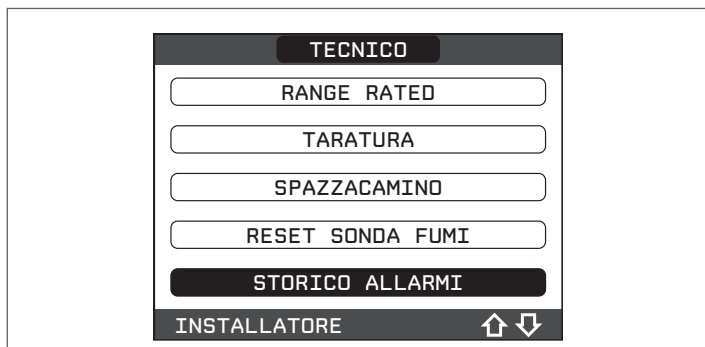 TECNICO
RANGE RATED
TARATURA
SPAZZACAMINO
RESET SONDA FUMI
STORICO ALLARMI
INSTALLATORE